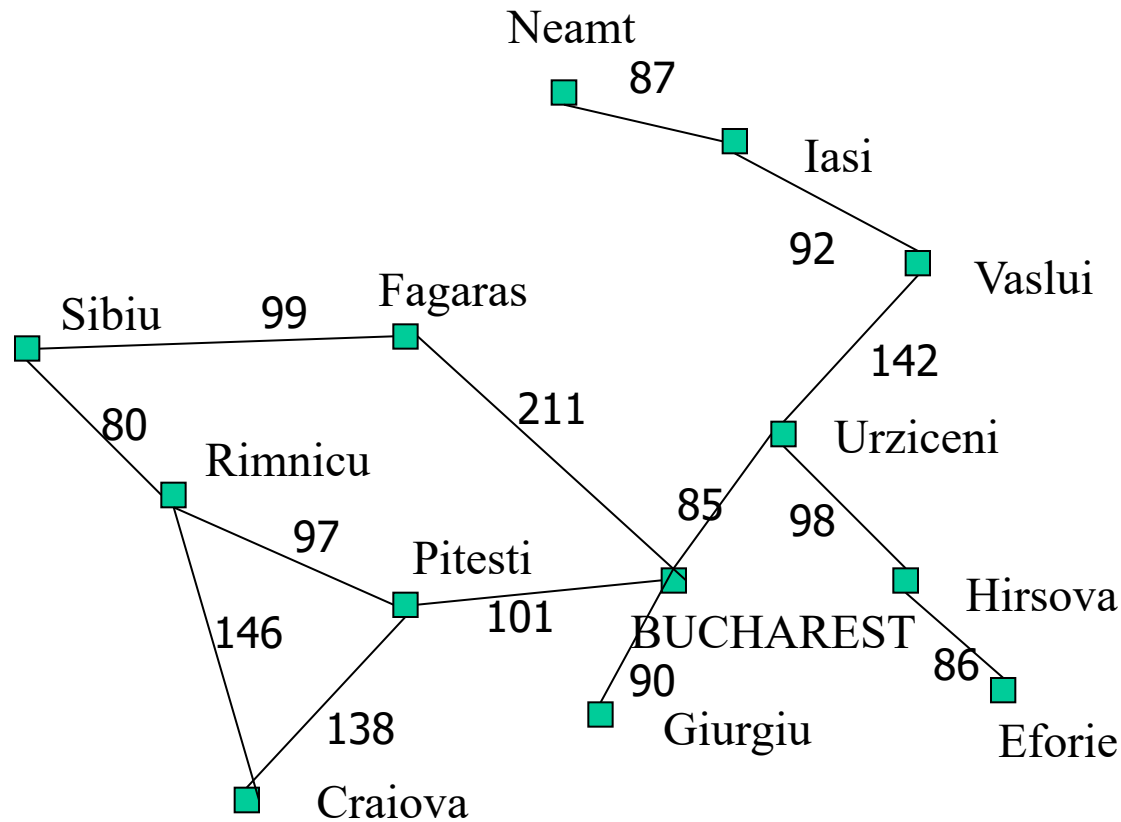 Neamt
87
Iasi
92
Vaslui
Fagaras
Sibiu
99
142
211
80
Urziceni
Rimnicu
85
98
97
Pitesti
Hirsova
101
146
BUCHAREST
86
90
138
Giurgiu
Eforie
Craiova